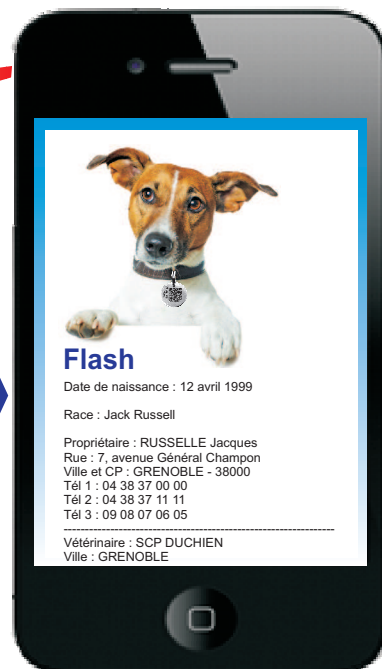 Flash
Date de naissance : 12 avril 1999
Race : Jack Russell
Propriétaire : RUSSELLE Jacques
Rue : 7, avenue Général Champon
Ville et CP : GRENOBLE - 38000
Tél 1 : 04 38 37 00 00
Tél 2 : 04 38 37 11 11
Tél 3 : 09 08 07 06 05
---------------------------------------------------------------
Vétérinaire : SCP DUCHIEN
Ville : GRENOBLE